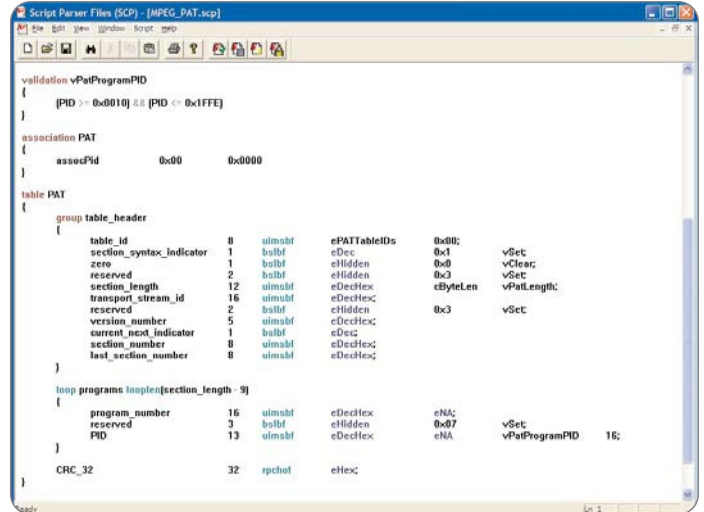 Script Parser Files (SCP) - [MPEG_PAT.scp]
File Edit View Window Script Help
validation vPatProgramPID
{
(PID >= 0x0010) && (PID <= 0x1FFE)
}
association PAT
{
assocPid 0x00 0x0000
}
table PAT
{
group table_header
{
table_id 8 uimsbf ePATTableIDs 0x00;
section_syntax_indicator 1 bslbf eDec 0x1 vSet;
zero 1 bslbf eHidden 0x0 vClear;
reserved 2 bslbf eHidden 0x3 vSet;
section_length 12 uimsbf eDecHex cByteLen vPatLength;
transport_stream_id 16 uimsbf eDecHex;
reserved 2 bslbf eHidden 0x3 vSet;
version_number 5 uimsbf eDecHex;
current_next_indicator 1 bslbf eDec;
section_number 8 uimsbf eDecHex;
last_section_number 8 uimsbf eDecHex;
}
loop programs looplen(section_length - 9)
{
program_number 16 uimsbf eDecHex eNA;
reserved 3 bslbf eHidden 0x07 vSet;
PID 13 uimsbf eDecHex eNA vPatProgramPID 16;
}
CRC_32 32 rpchof eHex;
}
Ready Ln 1